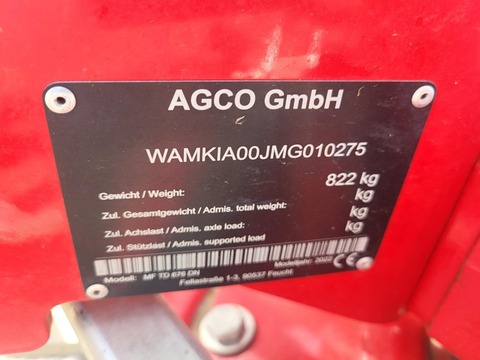 AGCO GmbH
WAMKIA00JMG010275
Gewicht / Weight: 822 kg
Zul. Gesamtgewicht / Admis. total weight: kg
Zul. Achslast / Admis. axle load: kg
Zul. Stützlast / Admis. supported load kg
Modell: MF TD 676 DN Modelljahr: 2022 CE
Fellastraße 1-3, 90537 Feucht